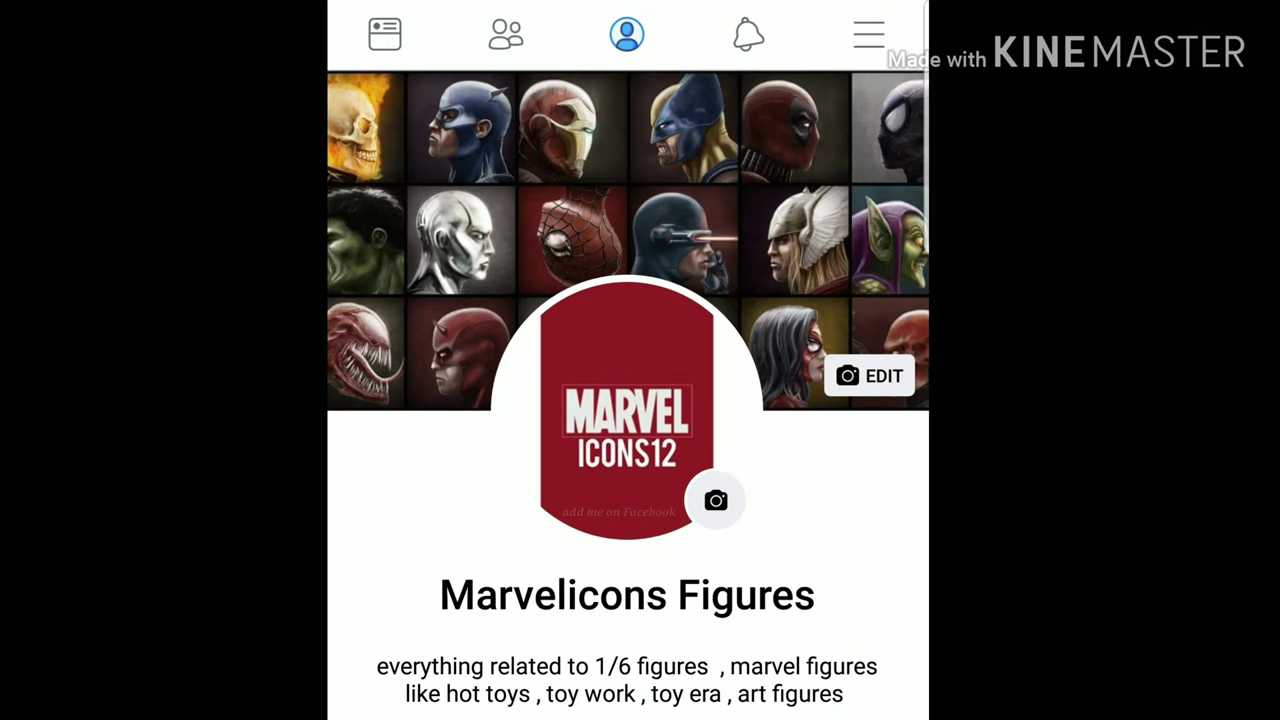 Made with KINEMASTER
EDIT
MARVEL
ICONS12
add me on Facebook
Marvelicons Figures
everything related to 1/6 figures , marvel figures
like hot toys , toy work , toy era , art figures